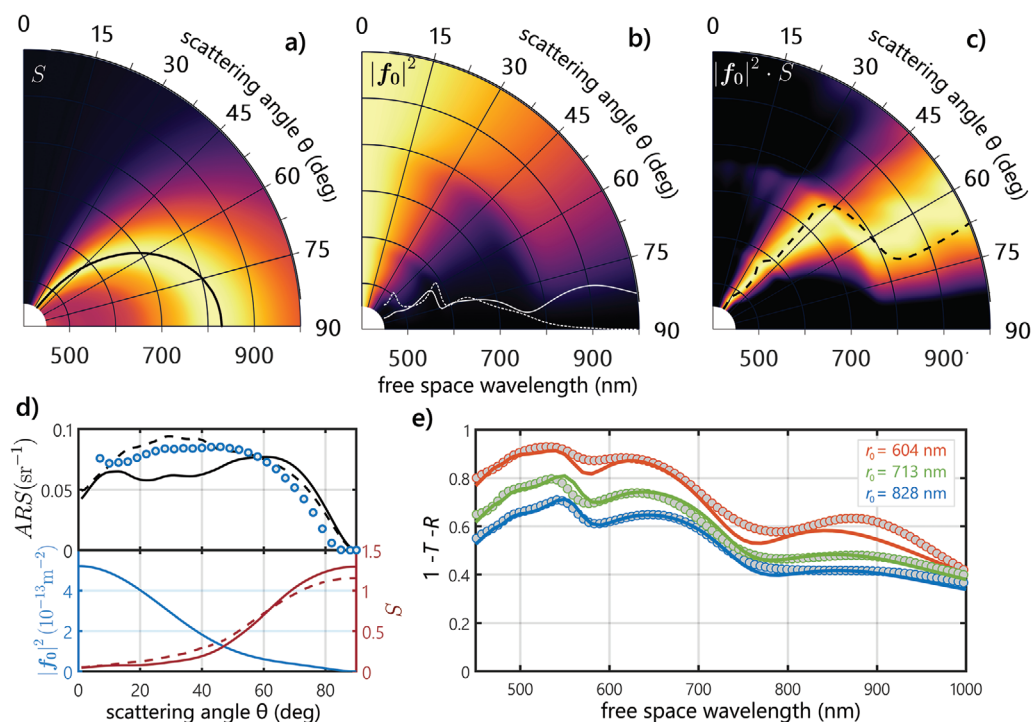 0
15
30
45
60
75
90
scattering angle θ (deg)
a)
S
500
700
900
0
15
30
45
60
75
90
scattering angle θ (deg)
b)
|f₀|²
500
700
900
free space wavelength (nm)
0
15
30
45
60
75
90
scattering angle θ (deg)
c)
|f₀|² · S
500
700
900
d)
0.1
0.05
0
ARS(sr⁻¹)
4
2
0
|f₀|² (10⁻¹³m⁻²)
1.5
1
0.5
0
S
0
20
40
60
80
scattering angle θ (deg)
e)
1
0.8
0.6
0.4
0.2
0
1 -T -R
r₀ = 604 nm
r₀ = 713 nm
r₀ = 828 nm
500
600
700
800
900
1000
free space wavelength (nm)